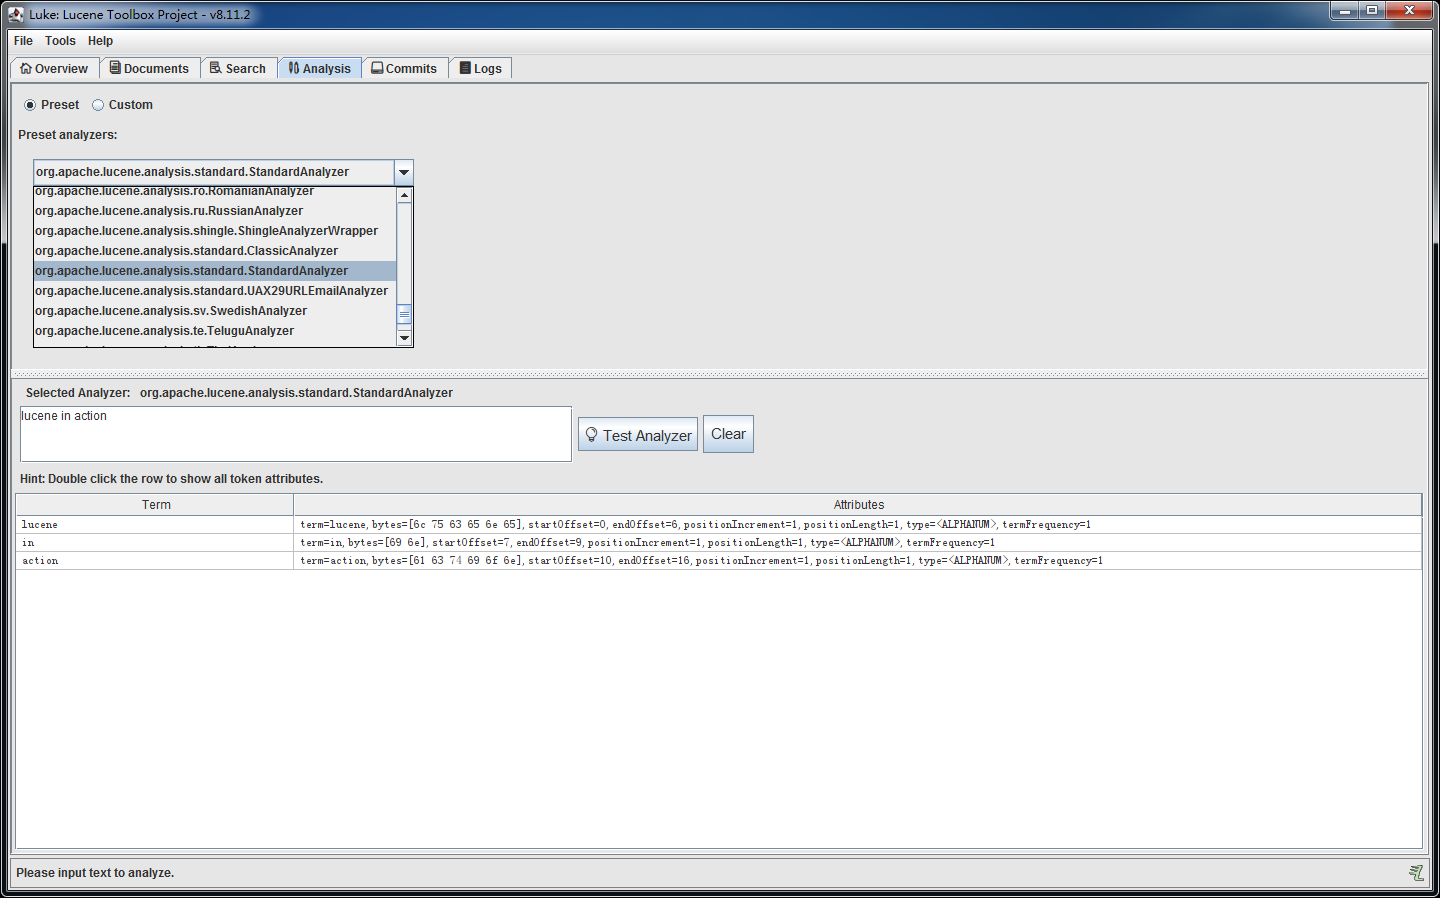 Luke: Lucene Toolbox Project - v8.11.2
File Tools Help
Overview Documents Search Analysis Commits Logs
Preset Custom
Preset analyzers:
org.apache.lucene.analysis.standard.StandardAnalyzer
org.apache.lucene.analysis.ro.RomanianAnalyzer
org.apache.lucene.analysis.ru.RussianAnalyzer
org.apache.lucene.analysis.shingle.ShingleAnalyzerWrapper
org.apache.lucene.analysis.standard.ClassicAnalyzer
org.apache.lucene.analysis.standard.StandardAnalyzer
org.apache.lucene.analysis.standard.UAX29URLEmailAnalyzer
org.apache.lucene.analysis.sv.SwedishAnalyzer
org.apache.lucene.analysis.te.TeluguAnalyzer
Selected Analyzer: org.apache.lucene.analysis.standard.StandardAnalyzer
lucene in action
Test Analyzer Clear
Hint: Double click the row to show all token attributes.
Term Attributes
lucene term=lucene, bytes=[6c 75 63 65 6e 65], startOffset=0, endOffset=6, positionIncrement=1, positionLength=1, type=<ALPHANUM>, termFrequency=1
in term=in, bytes=[69 6e], startOffset=7, endOffset=9, positionIncrement=1, positionLength=1, type=<ALPHANUM>, termFrequency=1
action term=action, bytes=[61 63 74 69 6f 6e], startOffset=10, endOffset=16, positionIncrement=1, positionLength=1, type=<ALPHANUM>, termFrequency=1
Please input text to analyze.